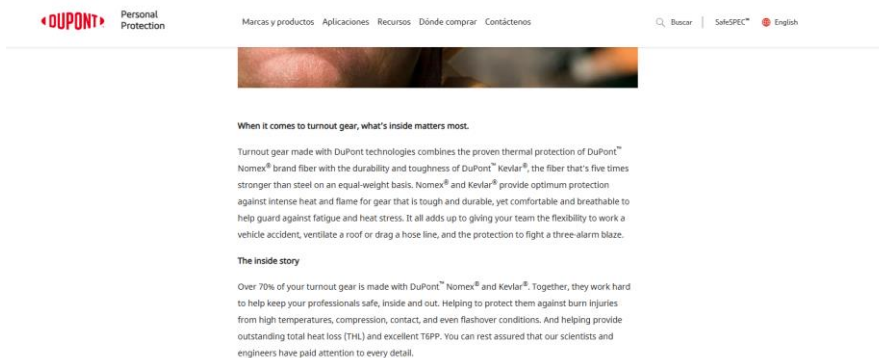 DUPONT
Personal
Protection
Marcas y productos Aplicaciones Recursos Dónde comprar Contáctenos
Buscar
SafeSPEC™
English
When it comes to turnout gear, what's inside matters most.
Turnout gear made with DuPont technologies combines the proven thermal protection of DuPont™
Nomex® brand fiber with the durability and toughness of DuPont™ Kevlar®, the fiber that's five times
stronger than steel on an equal-weight basis. Nomex® and Kevlar® provide optimum protection
against intense heat and flame for gear that is tough and durable, yet comfortable and breathable to
help guard against fatigue and heat stress. It all adds up to giving your team the flexibility to work a
vehicle accident, ventilate a roof or drag a hose line, and the protection to fight a three-alarm blaze.
The inside story
Over 70% of your turnout gear is made with DuPont™ Nomex® and Kevlar®. Together, they work hard
to help keep your professionals safe, inside and out. Helping to protect them against burn injuries
from high temperatures, compression, contact, and even flashover conditions. And helping provide
outstanding total heat loss (THL) and excellent T6PP. You can rest assured that our scientists and
engineers have paid attention to every detail.